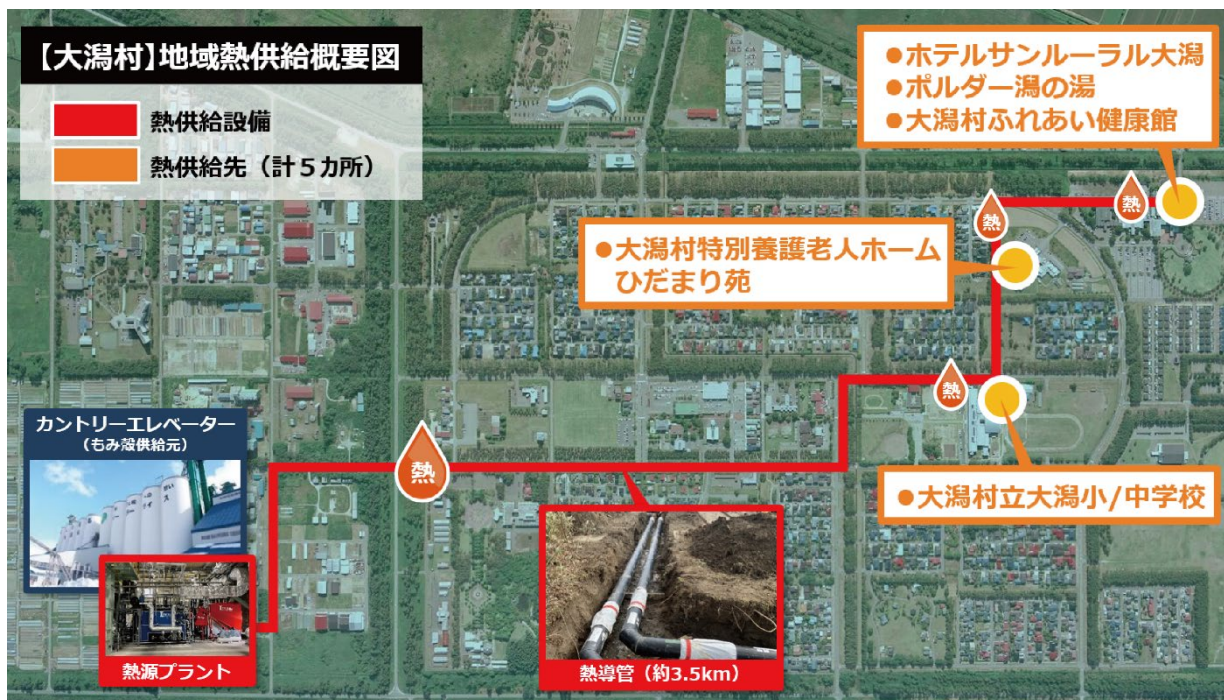 【大潟村】地域熱供給概要図
熱供給設備
熱供給先（計５カ所）
●ホテルサンルーラル大潟
●ポルダー潟の湯
●大潟村ふれあい健康館
熱
熱
●大潟村特別養護老人ホーム
ひだまり苑
熱
カントリーエレベーター
（もみ殻供給元）
熱
●大潟村立大潟小/中学校
熱源プラント
熱導管（約3.5km）